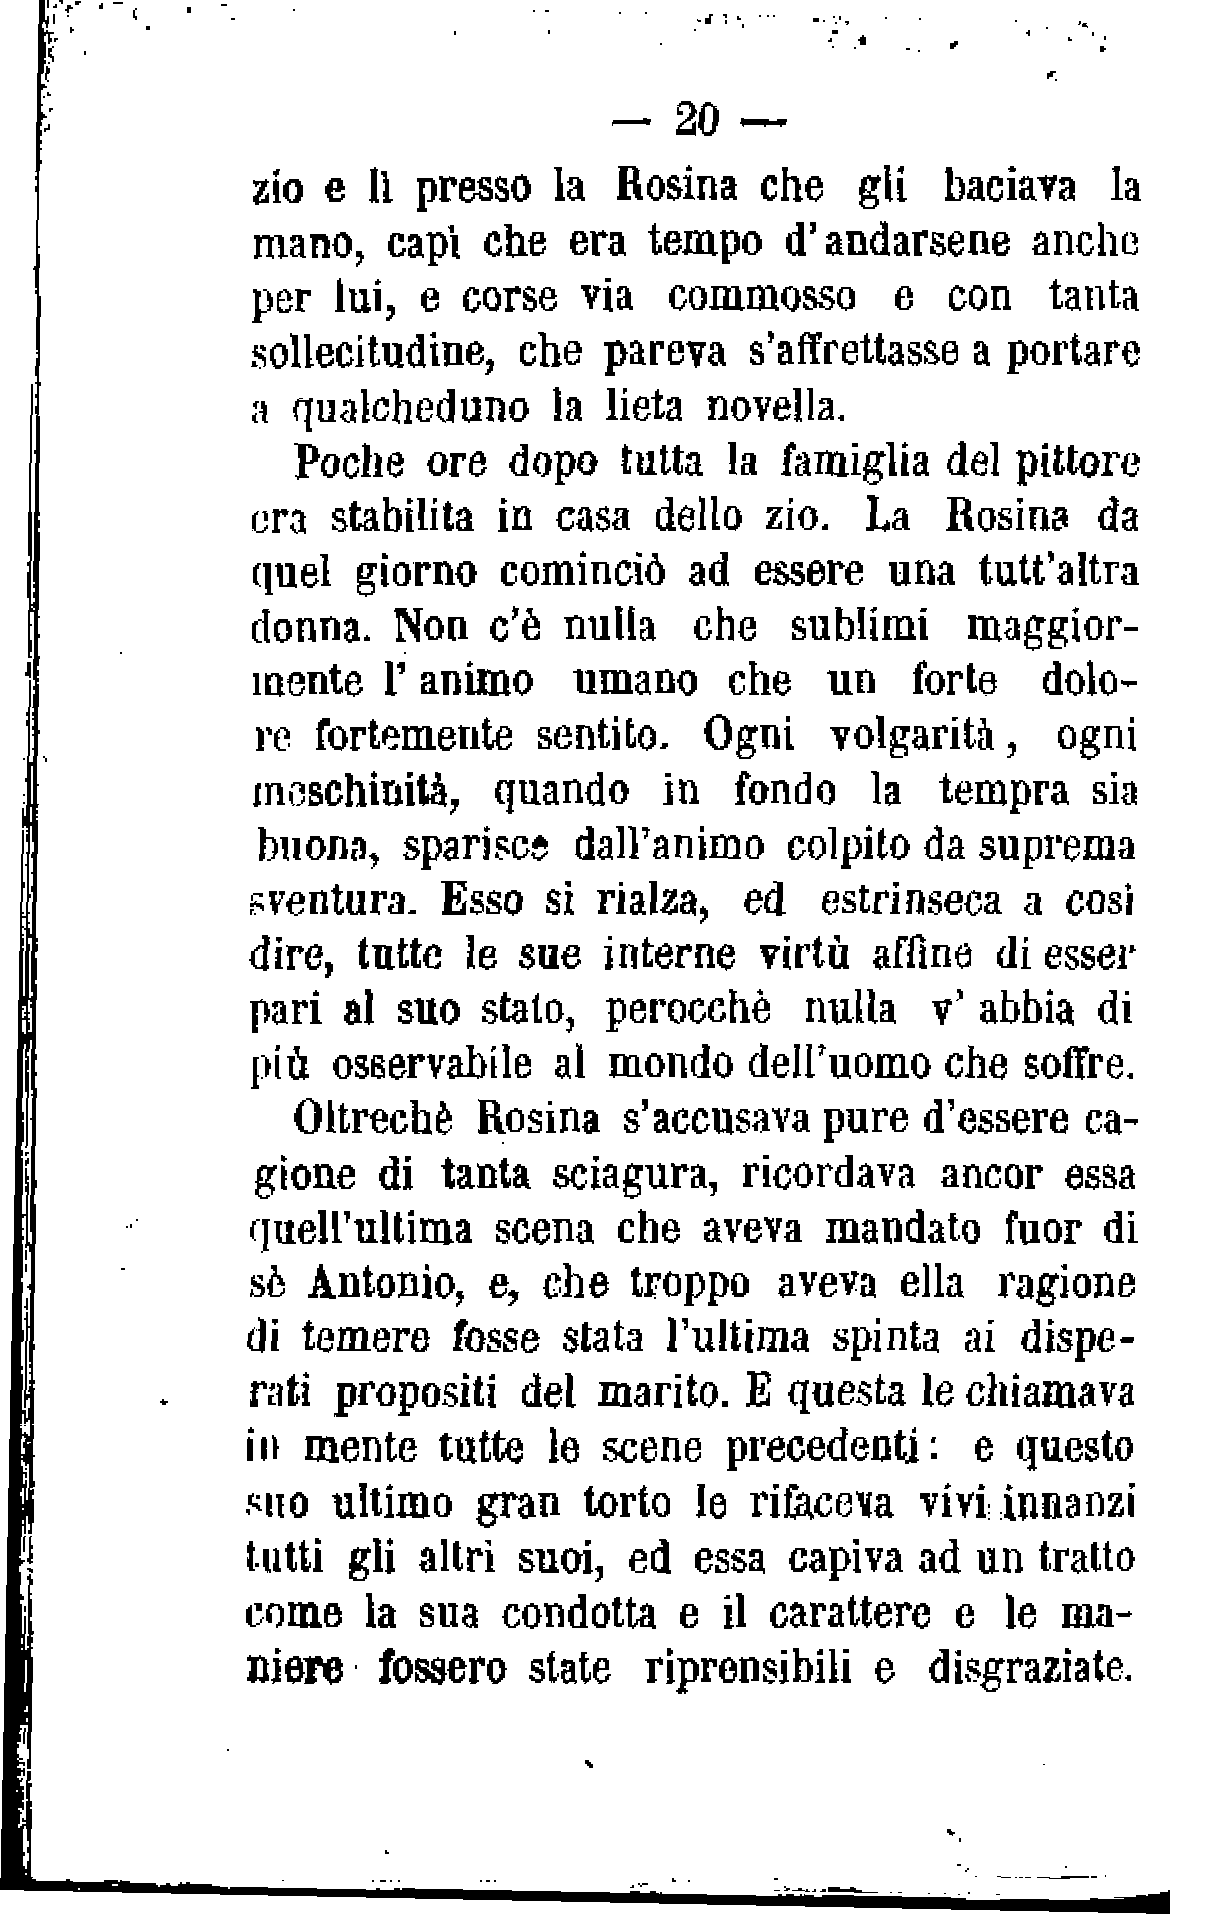 — 20 —
zio e lì presso la Rosina che gli baciava la
mano, capì che era tempo d'andarsene anche
per lui, e corse via commosso e con tanta
sollecitudine, che pareva s'affrettasse a portare
a qualcheduno la lieta novella.
Poche ore dopo tutta la famiglia del pittore
era stabilita in casa dello zio. La Rosina da
quel giorno cominciò ad essere una tutt'altra
donna. Non c'è nulla che sublimi maggior-
mente l'animo umano che un forte dolo-
re fortemente sentito. Ogni volgarità, ogni
meschinità, quando in fondo la tempra sia
buona, sparisce dall'animo colpito da suprema
sventura. Esso si rialza, ed estrinseca a così
dire, tutte le sue interne virtù affine di esser
pari al suo stato, perocchè nulla v'abbia di
più osservabile al mondo dell'uomo che soffre.
Oltrechè Rosina s'accusava pure d'essere ca-
gione di tanta sciagura, ricordava ancor essa
quell'ultima scena che aveva mandato fuor di
sè Antonio, e, che troppo aveva ella ragione
di temere fosse stata l'ultima spinta ai dispe-
rati propositi del marito. E questa le chiamava
in mente tutte le scene precedenti: e questo
suo ultimo gran torto le rifaceva vivi innanzi
tutti gli altri suoi, ed essa capiva ad un tratto
come la sua condotta e il carattere e le ma-
niere fossero state riprensibili e disgraziate.